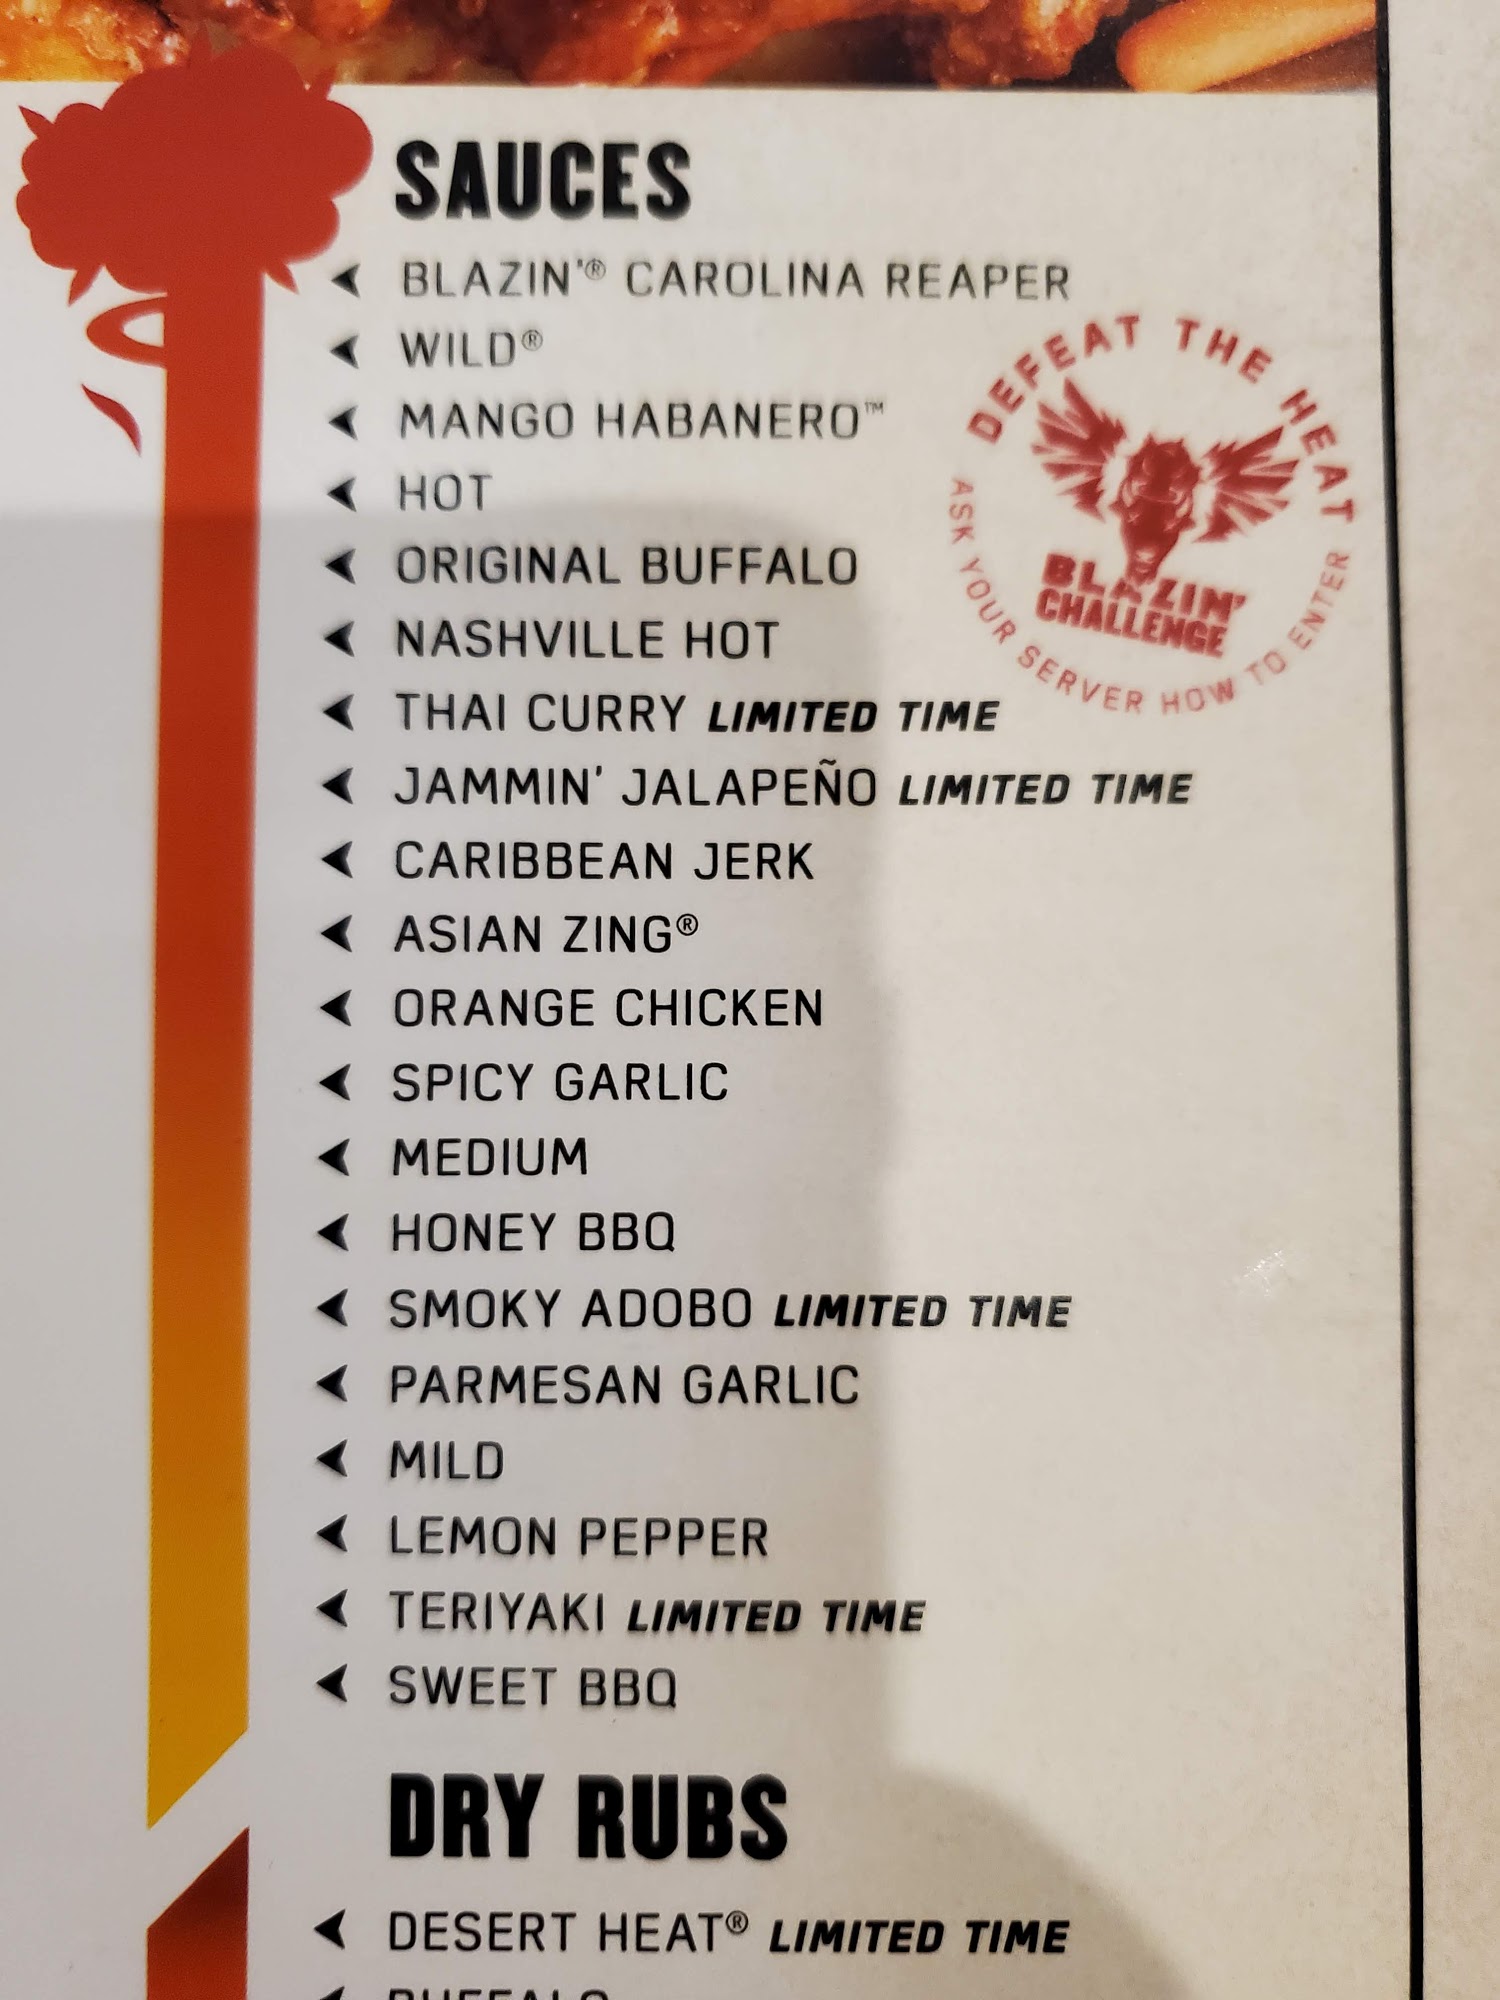 SAUCES
BLAZIN'® CAROLINA REAPER
WILD®
MANGO HABANERO™
HOT
ORIGINAL BUFFALO
NASHVILLE HOT
THAI CURRY LIMITED TIME
JAMMIN' JALAPEÑO LIMITED TIME
CARIBBEAN JERK
ASIAN ZING®
ORANGE CHICKEN
SPICY GARLIC
MEDIUM
HONEY BBQ
SMOKY ADOBO LIMITED TIME
PARMESAN GARLIC
MILD
LEMON PEPPER
TERIYAKI LIMITED TIME
SWEET BBQ
DEFEAT THE HEAT
BLAZIN'
CHALLENGE
ASK YOUR SERVER HOW TO ENTER
DRY RUBS
DESERT HEAT® LIMITED TIME
BUFFALO